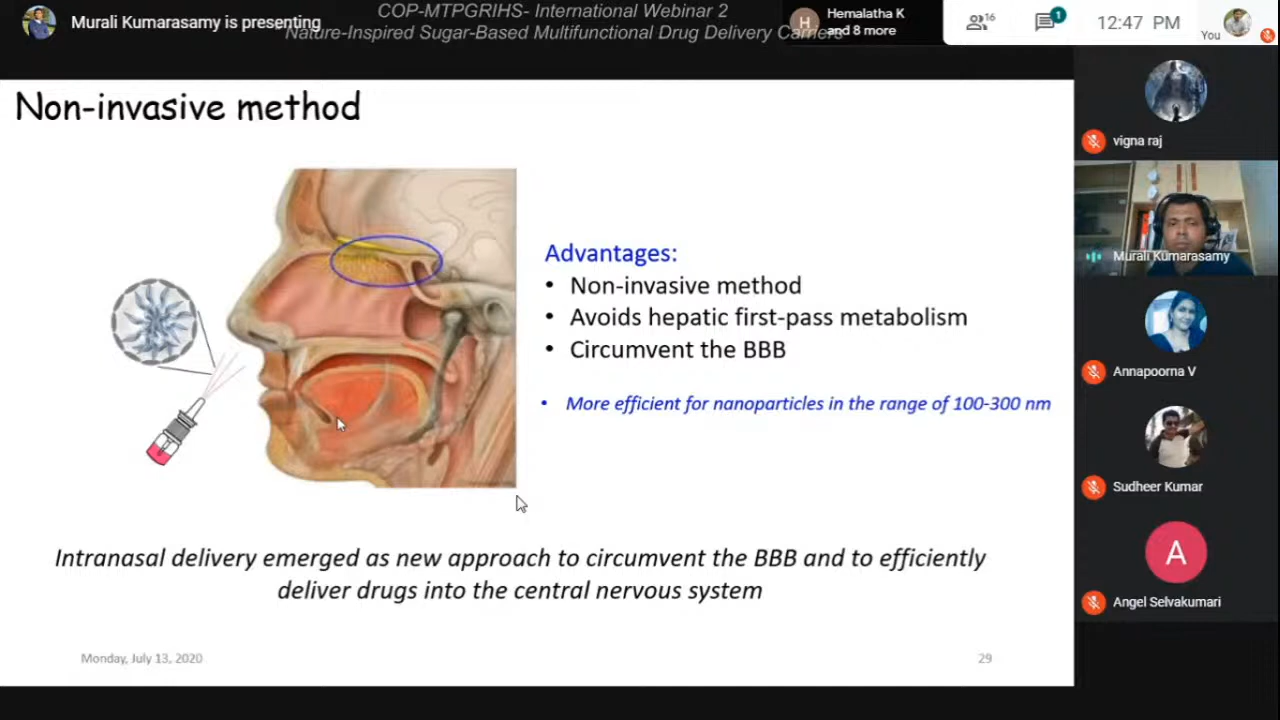 COP-MTPGRIHS- International Webinar 2
Murali Kumarasamy is presenting
Nature-Inspired Sugar-Based Multifunctional Drug Delivery Carriers
H
Hemalatha K
and 8 more
16
1
12:47 PM
You
Non-invasive method
Advantages:
• Non-invasive method
• Avoids hepatic first-pass metabolism
• Circumvent the BBB
• More efficient for nanoparticles in the range of 100-300 nm
Intranasal delivery emerged as new approach to circumvent the BBB and to efficiently
deliver drugs into the central nervous system
Monday, July 13, 2020
29
vigna raj
Murali Kumarasamy
Annapoorna V
Sudheer Kumar
A
Angel Selvakumari